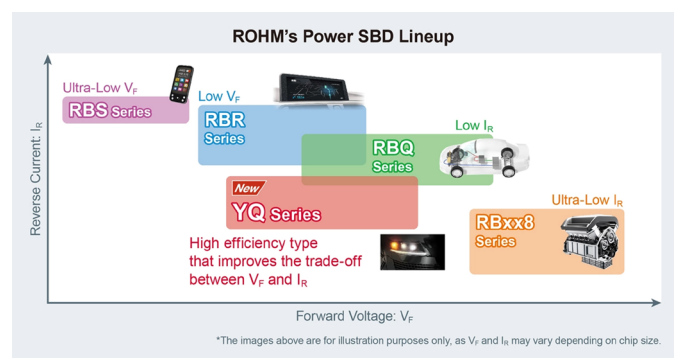 ROHM's Power SBD Lineup
Reverse Current: IR
Ultra-Low VF
RBS Series
Low VF
RBR
Series
Low IR
RBQ
Series
New
YQ Series
High efficiency type
that improves the trade-off
between VF and IR
Ultra-Low IR
RBxx8
Series
Forward Voltage: VF
*The images above are for illustration purposes only, as VF and IR may vary depending on chip size.